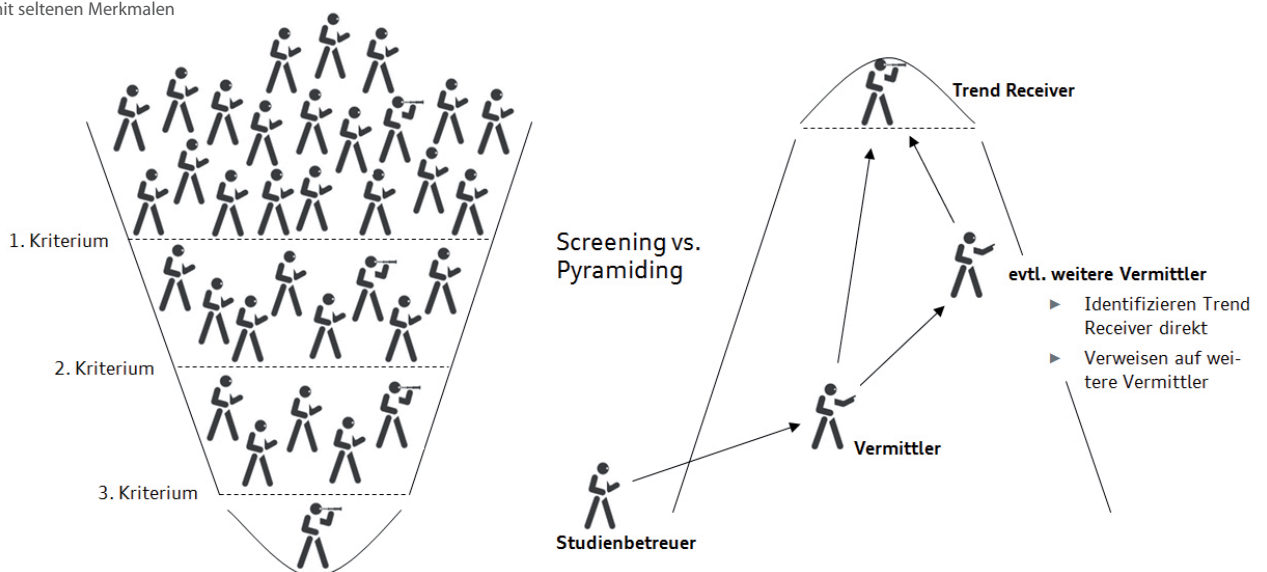 mit seltenen Merkmalen
1. Kriterium
2. Kriterium
3. Kriterium
Screening vs.
Pyramiding
Trend Receiver
evtl. weitere Vermittler
► Identifizieren Trend
Receiver direkt
► Verweisen auf wei-
tere Vermittler
Vermittler
Studienbetreuer